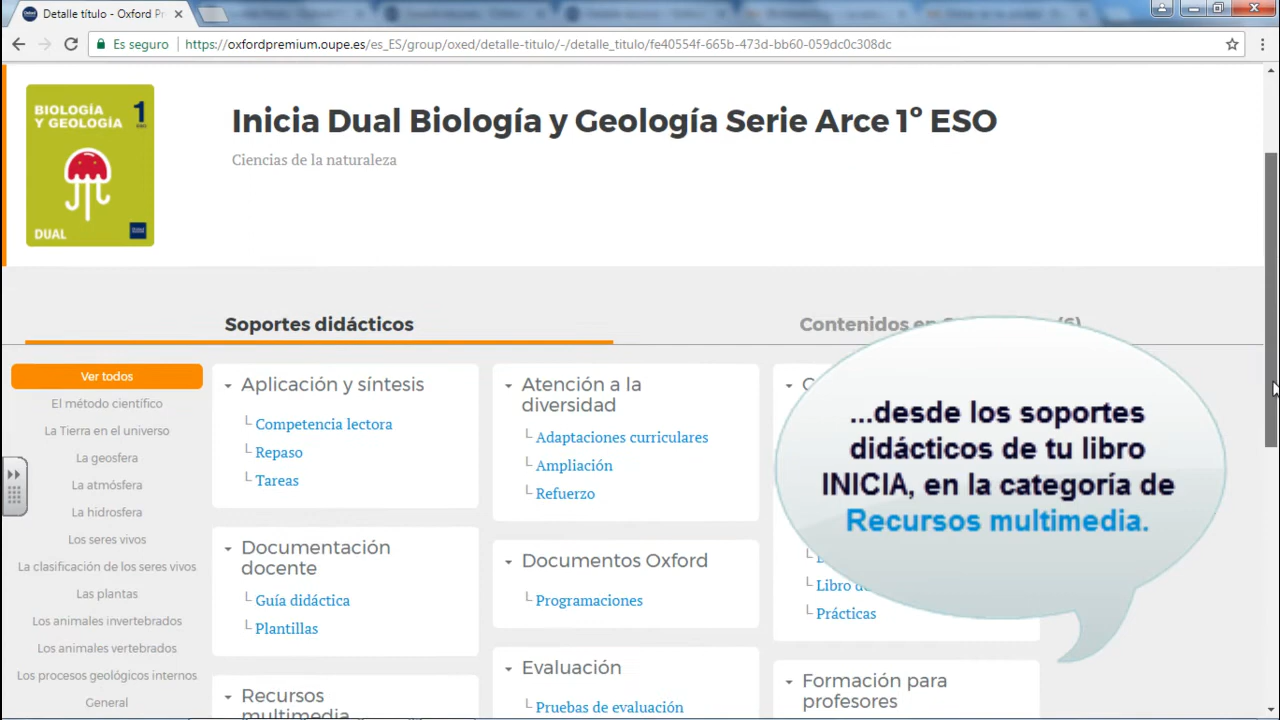 Detalle título - Oxford Pr
Es seguro
https://oxfordpremium.oupe.es/es_ES/group/oxed/detalle-titulo/-/detalle_titulo/fe40554f-665b-473d-bb60-059dc0c308dc
BIOLOGÍA
Y GEOLOGÍA
1
DUAL
Inicia Dual Biología y Geología Serie Arce 1º ESO
Ciencias de la naturaleza
Soportes didácticos
Contenidos en
(6)
Ver todos
El método científico
La Tierra en el universo
La geosfera
La atmósfera
La hidrosfera
Los seres vivos
La clasificación de los seres vivos
Las plantas
Los animales invertebrados
Los animales vertebrados
Los procesos geológicos internos
General
Aplicación y síntesis
Competencia lectora
Repaso
Tareas
Documentación
docente
Guía didáctica
Plantillas
Recursos
multimedia
Atención a la
diversidad
Adaptaciones curriculares
Ampliación
Refuerzo
Documentos Oxford
Programaciones
Evaluación
Pruebas de evaluación
Libro
Prácticas
Formación para
profesores
...desde los soportes
didácticos de tu libro
INICIA, en la categoría de
Recursos multimedia.